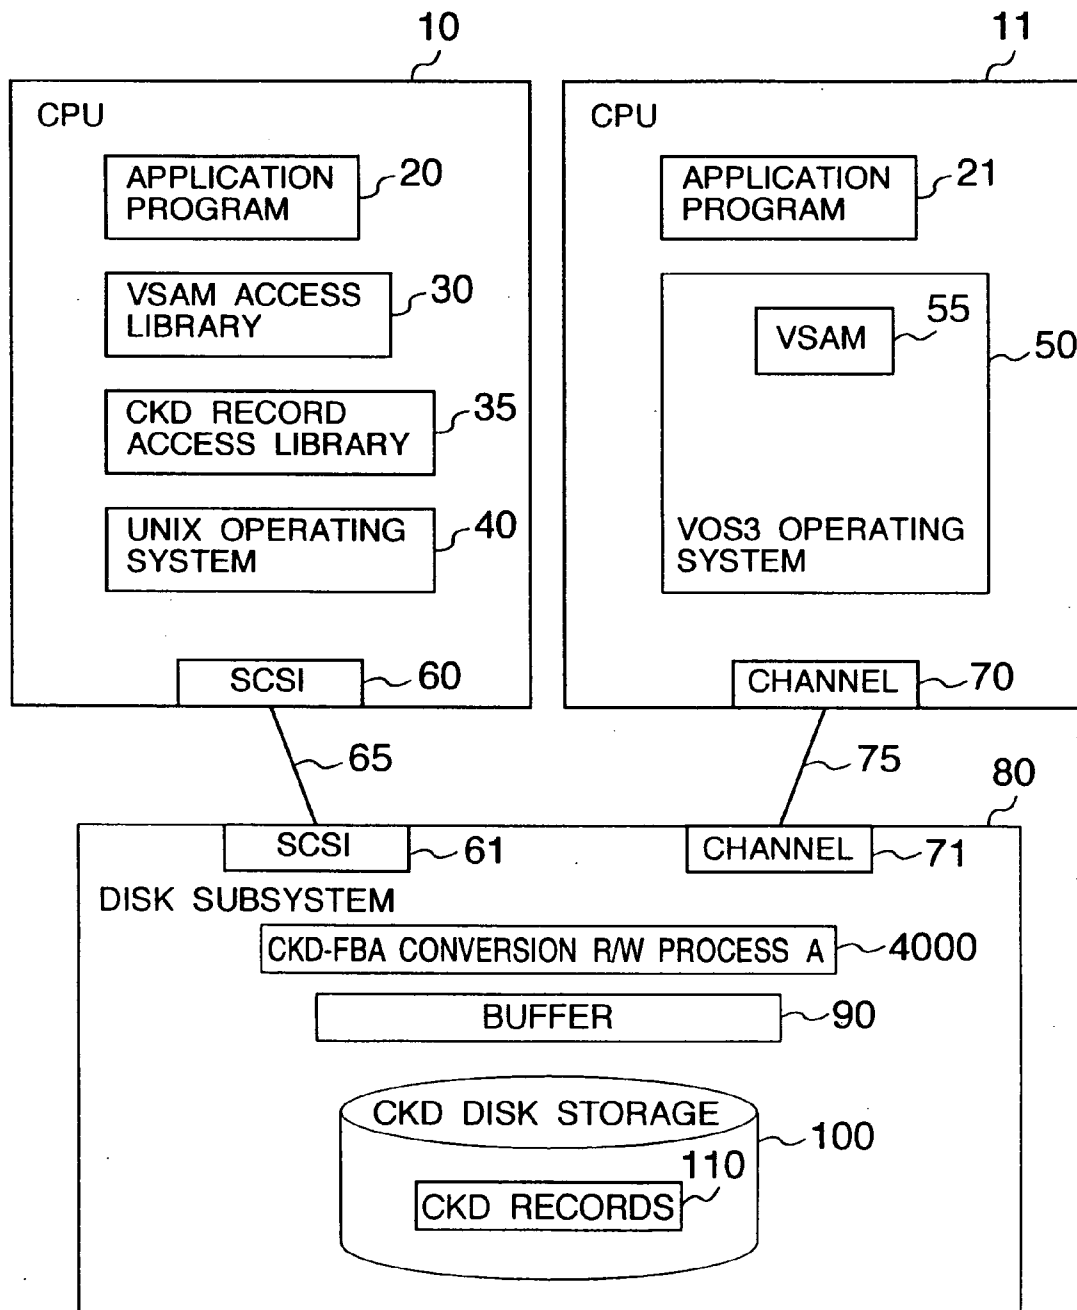 10
11
CPU
CPU
APPLICATION
PROGRAM
20
APPLICATION
PROGRAM
21
VSAM ACCESS
LIBRARY
30
VSAM
55
50
CKD RECORD
ACCESS LIBRARY
35
UNIX OPERATING
SYSTEM
40
VOS3 OPERATING
SYSTEM
SCSI
60
CHANNEL
70
65
75
80
SCSI
61
CHANNEL
71
DISK SUBSYSTEM
CKD-FBA CONVERSION R/W PROCESS A
4000
BUFFER
90
CKD DISK STORAGE
100
110
CKD RECORDS